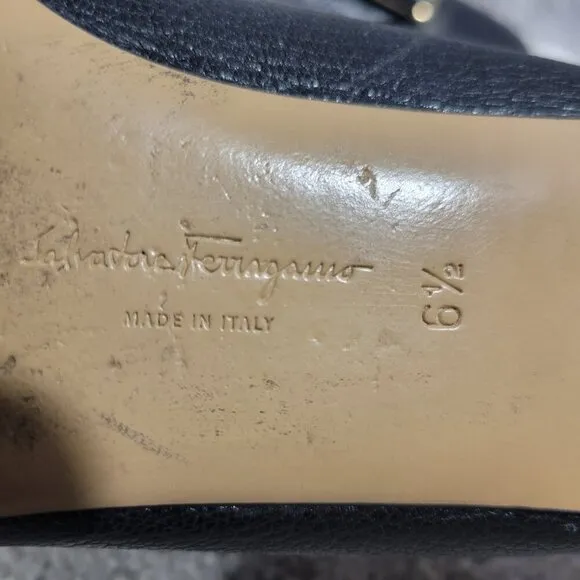 Salvatore Ferragamo
MADE IN ITALY
6½